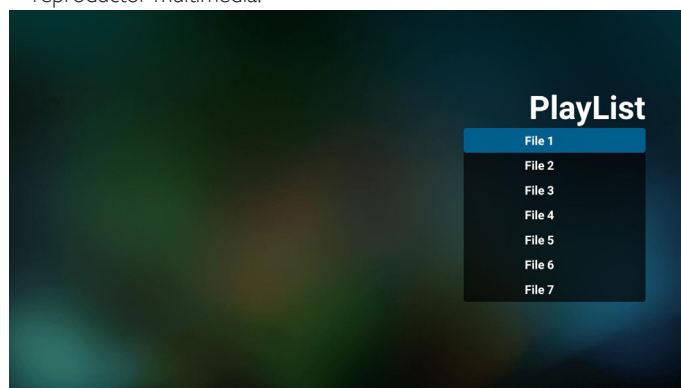 reproductor multimedia.
PlayList
File 1
File 2
File 3
File 4
File 5
File 6
File 7